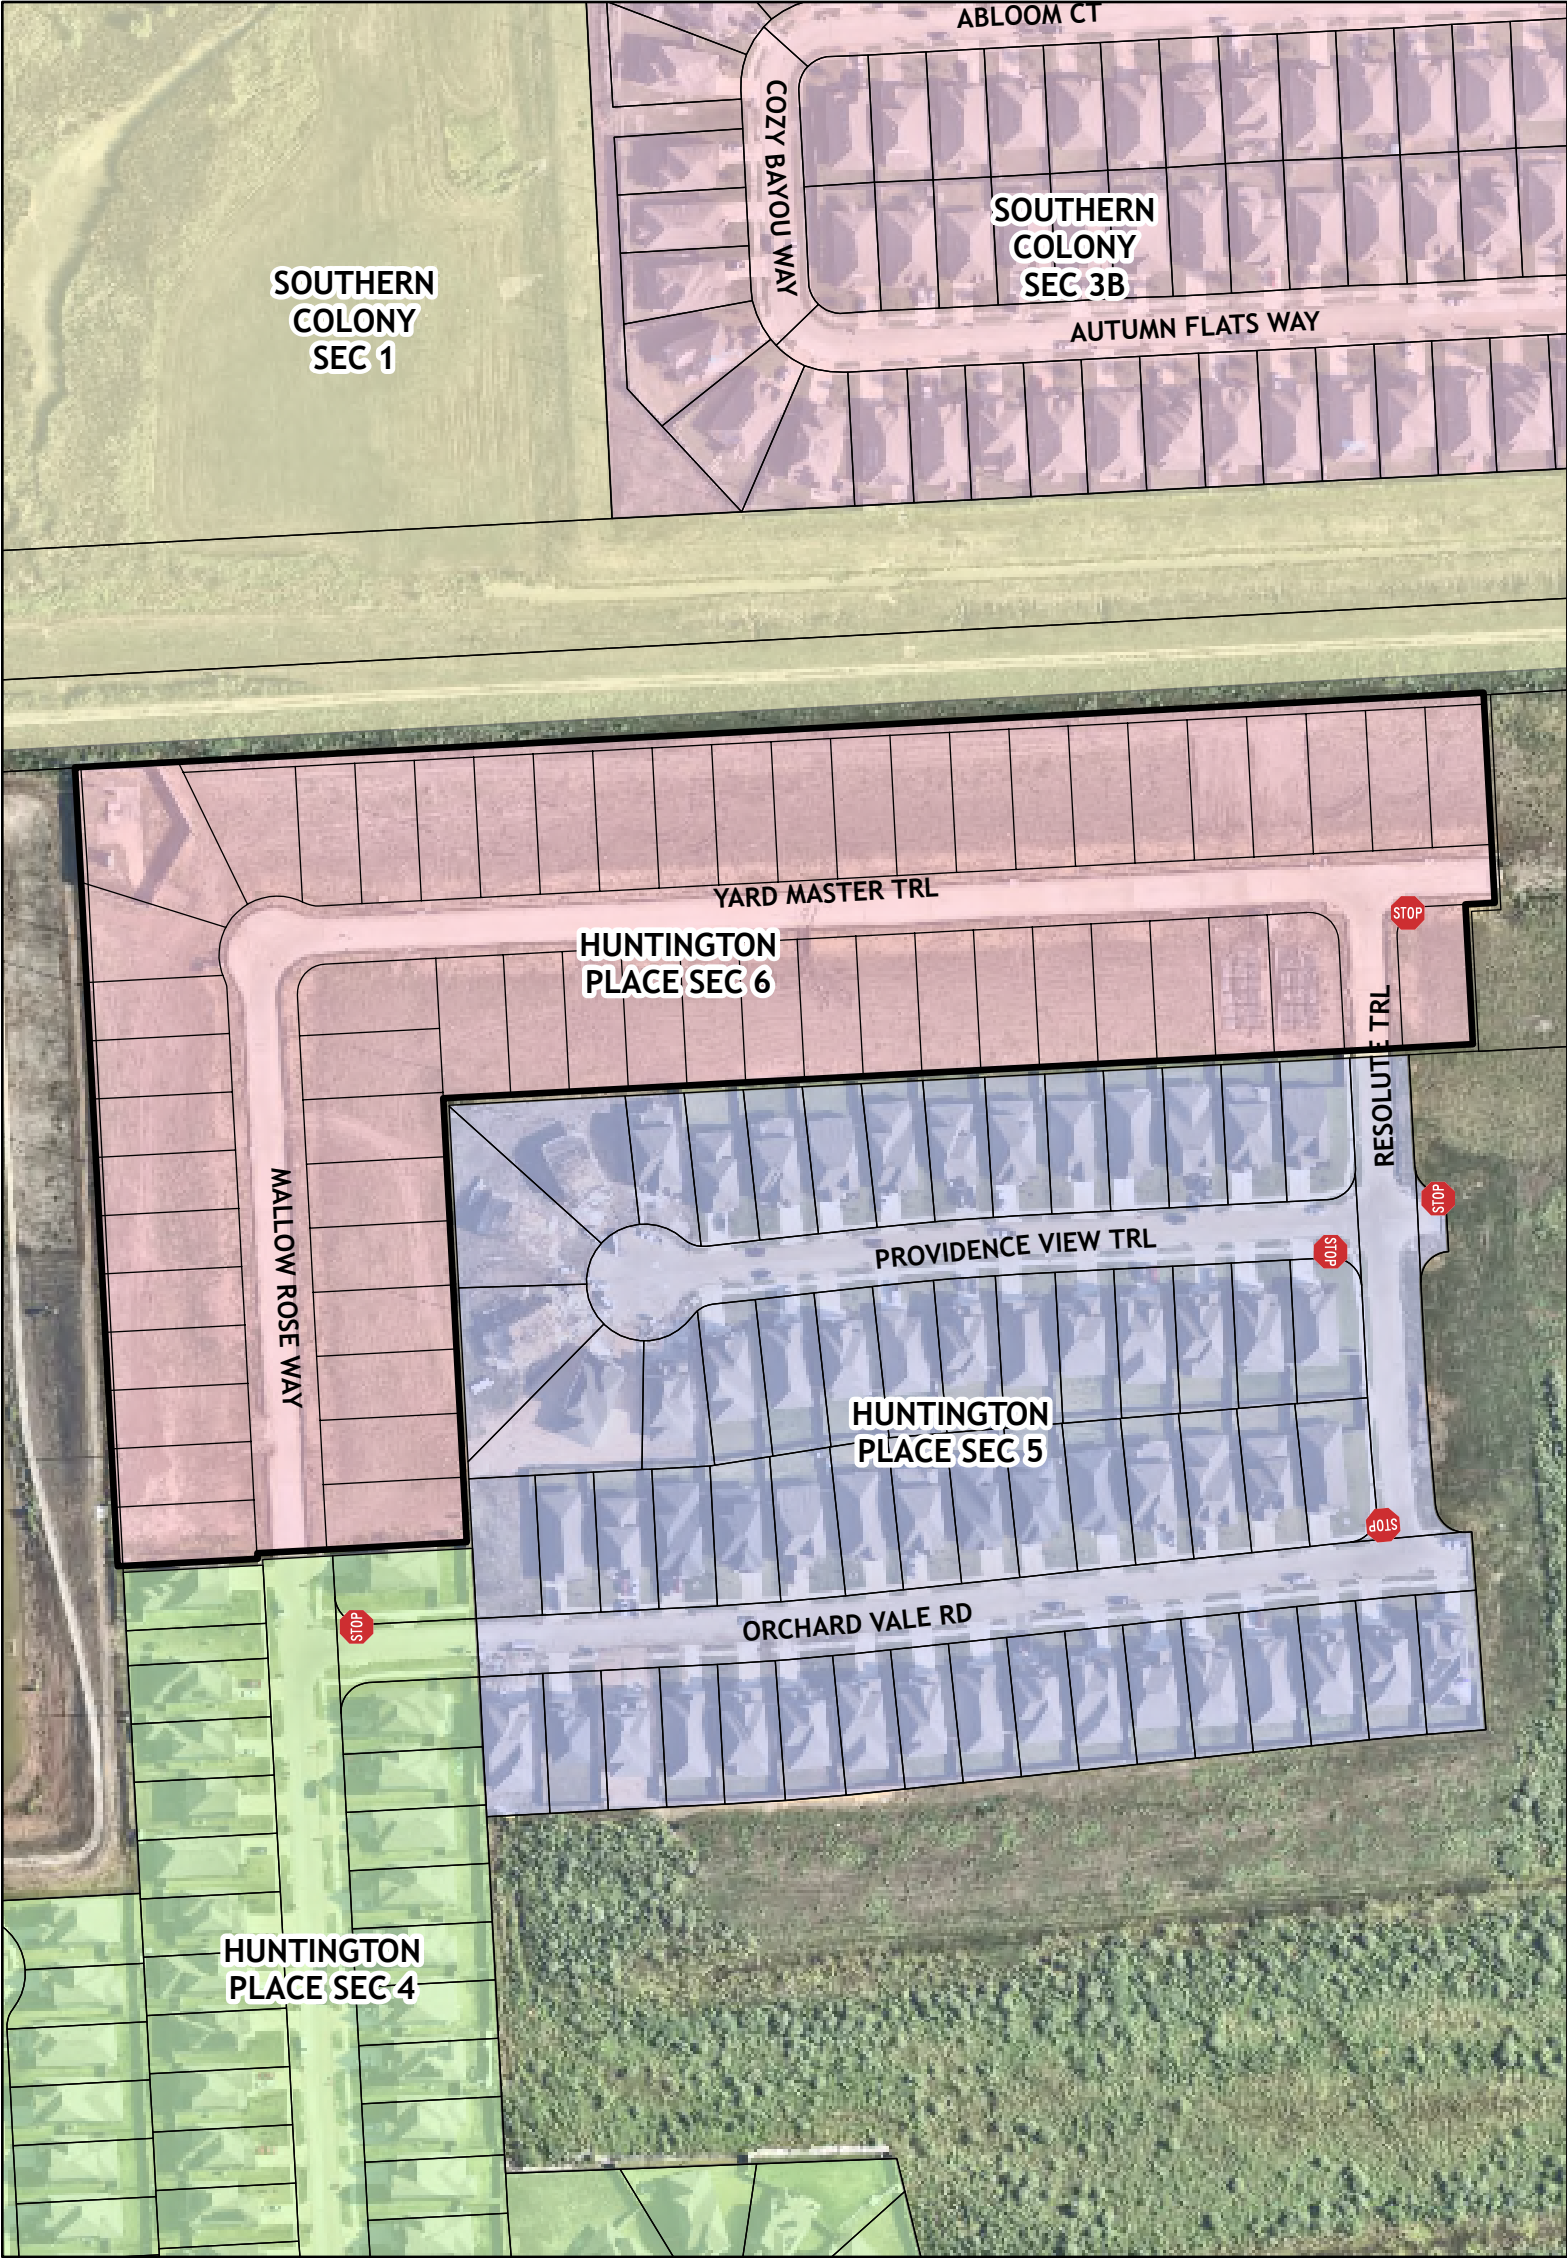 ABLOOM CT
COZY BAYOU WAY
SOUTHERN
COLONY
SEC 3B
SOUTHERN
COLONY
SEC 1
AUTUMN FLATS WAY
YARD MASTER TRL
STOP
HUNTINGTON
PLACE SEC 6
RESOLUTE TRL
MALLOW ROSE WAY
STOP
PROVIDENCE VIEW TRL
STOP
HUNTINGTON
PLACE SEC 5
STOP
ORCHARD VALE RD
STOP
HUNTINGTON
PLACE SEC 4